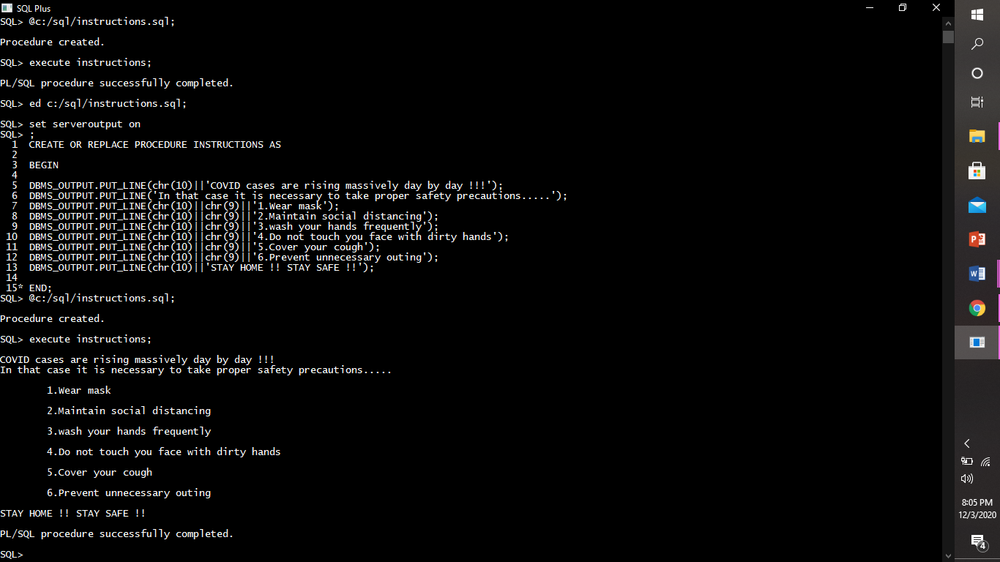 SQL Plus
SQL> @c:/sql/instructions.sql;
Procedure created.
SQL> execute instructions;
PL/SQL procedure successfully completed.
SQL> ed c:/sql/instructions.sql;
SQL> set serveroutput on
SQL> ;
1 CREATE OR REPLACE PROCEDURE INSTRUCTIONS AS
2
3 BEGIN
4
5 DBMS_OUTPUT.PUT_LINE(chr(10)||'COVID cases are rising massively day by day !!!');
6 DBMS_OUTPUT.PUT_LINE('In that case it is necessary to take proper safety precautions.....');
7 DBMS_OUTPUT.PUT_LINE(chr(10)||chr(9)||'1.Wear mask');
8 DBMS_OUTPUT.PUT_LINE(chr(10)||chr(9)||'2.Maintain social distancing');
9 DBMS_OUTPUT.PUT_LINE(chr(10)||chr(9)||'3.wash your hands frequently');
10 DBMS_OUTPUT.PUT_LINE(chr(10)||chr(9)||'4.Do not touch you face with dirty hands');
11 DBMS_OUTPUT.PUT_LINE(chr(10)||chr(9)||'5.Cover your cough');
12 DBMS_OUTPUT.PUT_LINE(chr(10)||chr(9)||'6.Prevent unnecessary outing');
13 DBMS_OUTPUT.PUT_LINE(chr(10)||'STAY HOME !! STAY SAFE !!');
14
15* END;
SQL> @c:/sql/instructions.sql;
Procedure created.
SQL> execute instructions;
COVID cases are rising massively day by day !!!
In that case it is necessary to take proper safety precautions.....
1.Wear mask
2.Maintain social distancing
3.wash your hands frequently
4.Do not touch you face with dirty hands
5.Cover your cough
6.Prevent unnecessary outing
STAY HOME !! STAY SAFE !!
PL/SQL procedure successfully completed.
SQL>
8:05 PM
12/3/2020
4